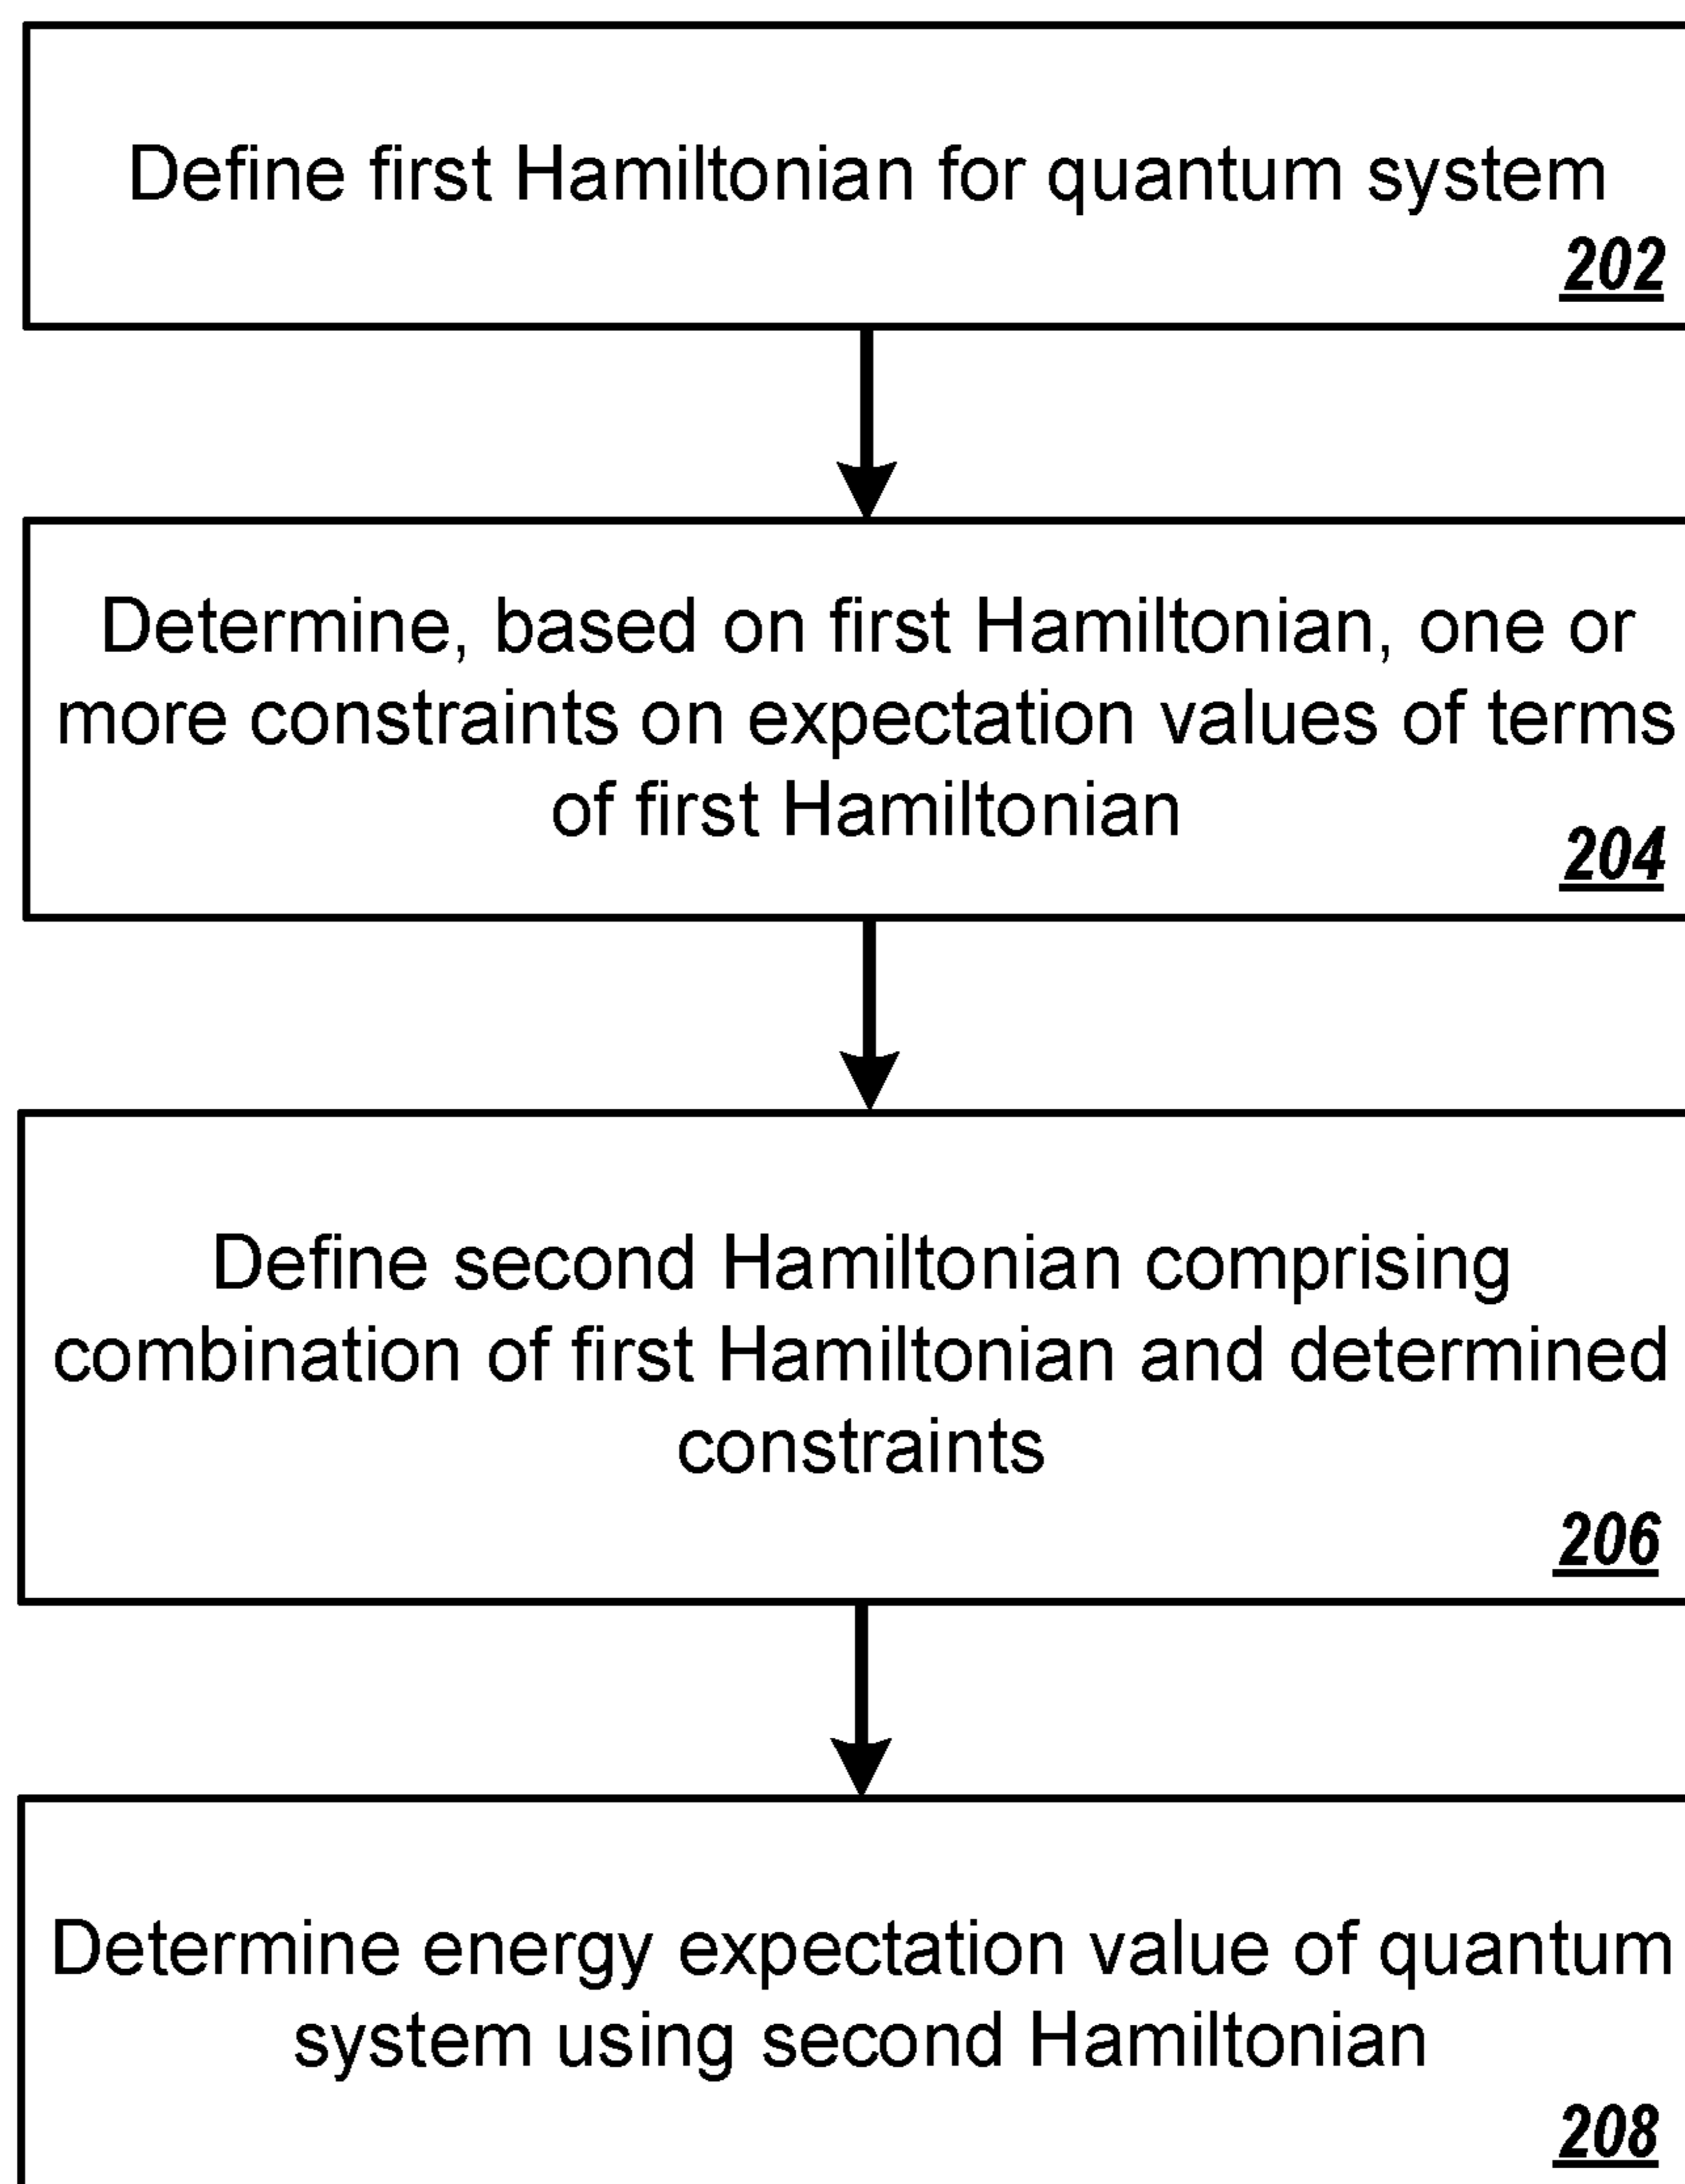 Define first Hamiltonian for quantum system
202
Determine, based on first Hamiltonian, one or
more constraints on expectation values of terms
of first Hamiltonian
204
Define second Hamiltonian comprising
combination of first Hamiltonian and determined
constraints
206
Determine energy expectation value of quantum
system using second Hamiltonian
208